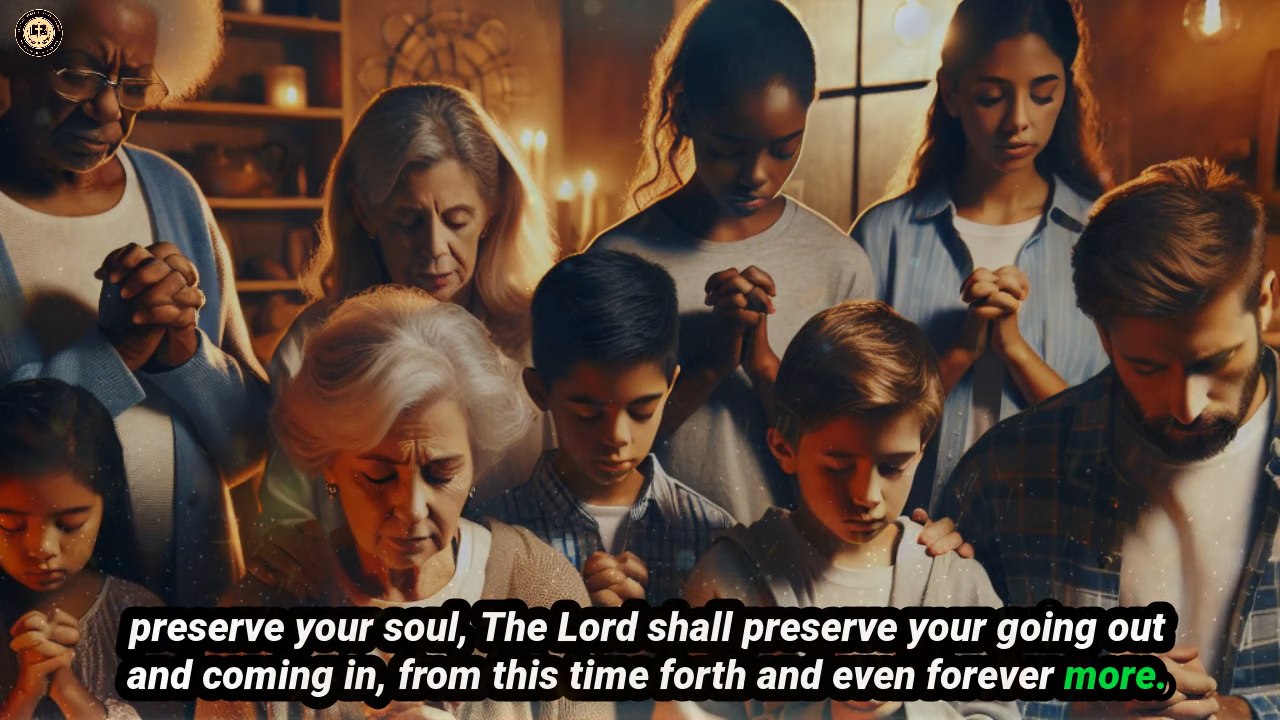 preserve your soul, The Lord shall preserve your going out
and coming in, from this time forth and even forever more.